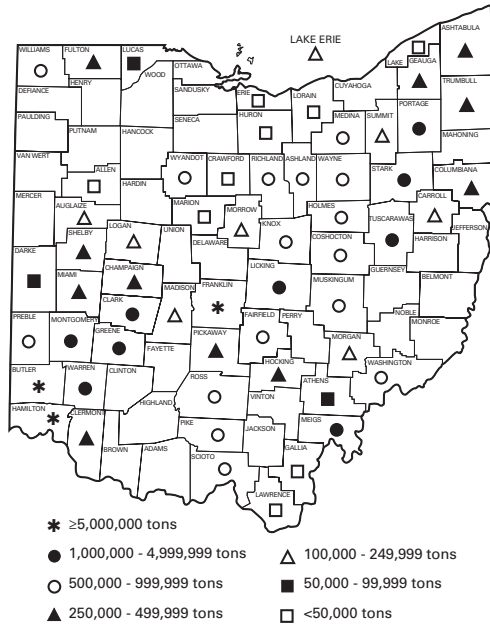 LAKE ERIE
ASHTABULA
WILLIAMS
FULTON
LUCAS
LAKE
GEAUGA
OTTAWA
WOOD
HENRY
CUYAHOGA
TRUMBULL
DEFIANCE
SANDUSKY
ERIE
LORAIN
PORTAGE
PAULDING
SENECA
HURON
MEDINA
SUMMIT
PUTNAM
HANCOCK
MAHONING
VAN WERT
WYANDOT
CRAWFORD
RICHLAND
ASHLAND
WAYNE
STARK
COLUMBIANA
ALLEN
HARDIN
MERCER
MARION
CARROLL
AUGLAIZE
MORROW
HOLMES
TUSCARAWAS
JEFFERSON
LOGAN
UNION
KNOX
SHELBY
DELAWARE
COSHOCTON
HARRISON
DARKE
CHAMPAIGN
LICKING
GUERNSEY
MIAMI
BELMONT
MADISON
FRANKLIN
MUSKINGUM
CLARK
NOBLE
PREBLE
MONTGOMERY
FAIRFIELD
PERRY
MONROE
GREENE
PICKAWAY
MORGAN
FAYETTE
HOCKING
WASHINGTON
BUTLER
WARREN
CLINTON
ROSS
ATHENS
VINTON
HIGHLAND
HAMILTON
CLERMONT
MEIGS
PIKE
JACKSON
GALLIA
BROWN
ADAMS
SCIOTO
LAWRENCE
≥5,000,000 tons
1,000,000 - 4,999,999 tons
100,000 - 249,999 tons
500,000 - 999,999 tons
50,000 - 99,999 tons
250,000 - 499,999 tons
<50,000 tons